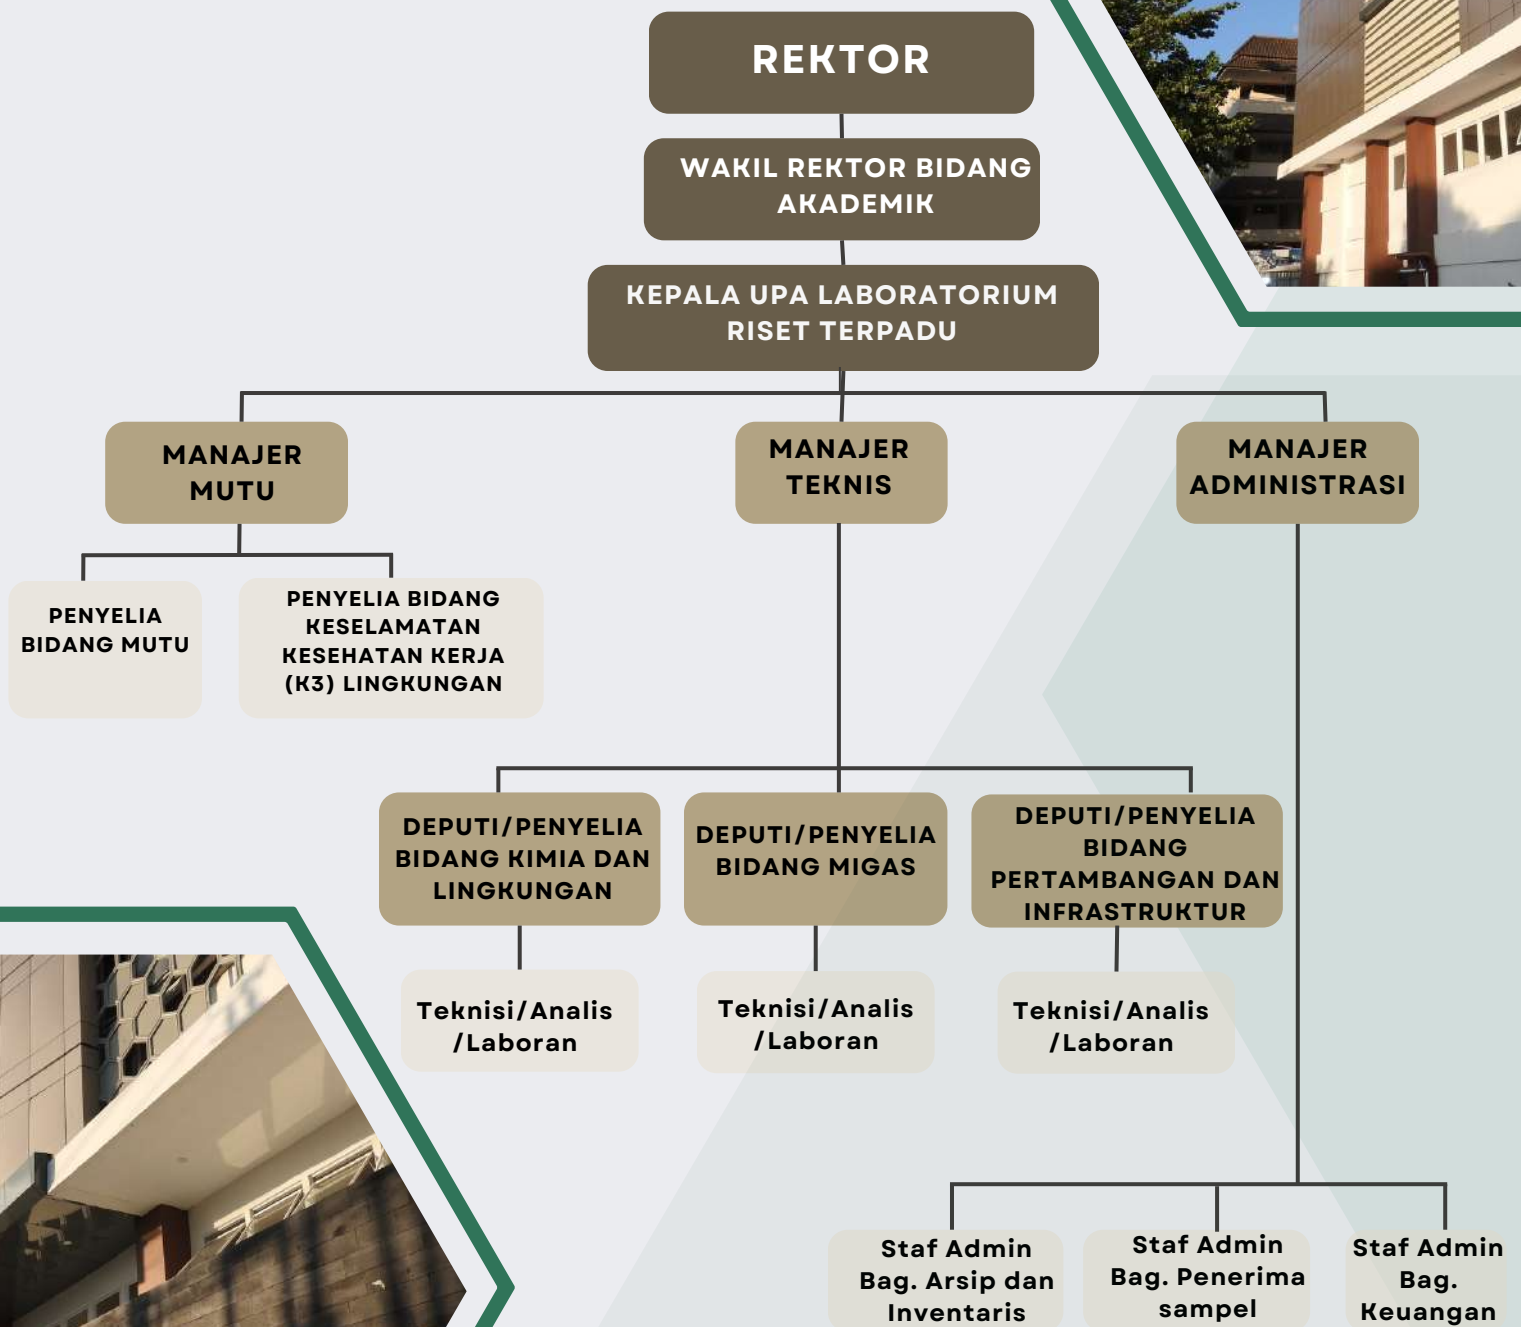 REKTOR
WAKIL REKTOR BIDANG
AKADEMIK
KEPALA UPA LABORATORIUM
RISET TERPADU
MANAJER
MUTU
MANAJER
TEKNIS
MANAJER
ADMINISTRASI
PENYELIA
BIDANG MUTU
PENYELIA BIDANG
KESELAMATAN
KESEHATAN KERJA
(K3) LINGKUNGAN
DEPUTI/PENYELIA
BIDANG KIMIA DAN
LINGKUNGAN
DEPUTI/PENYELIA
BIDANG MIGAS
DEPUTI/PENYELIA
BIDANG
PERTAMBANGAN DAN
INFRASTRUKTUR
Teknisi/Analis
/Laboran
Teknisi/Analis
/Laboran
Teknisi/Analis
/Laboran
Staf Admin
Bag. Arsip dan
Inventaris
Staf Admin
Bag. Penerima
sampel
Staf Admin
Bag.
Keuangan